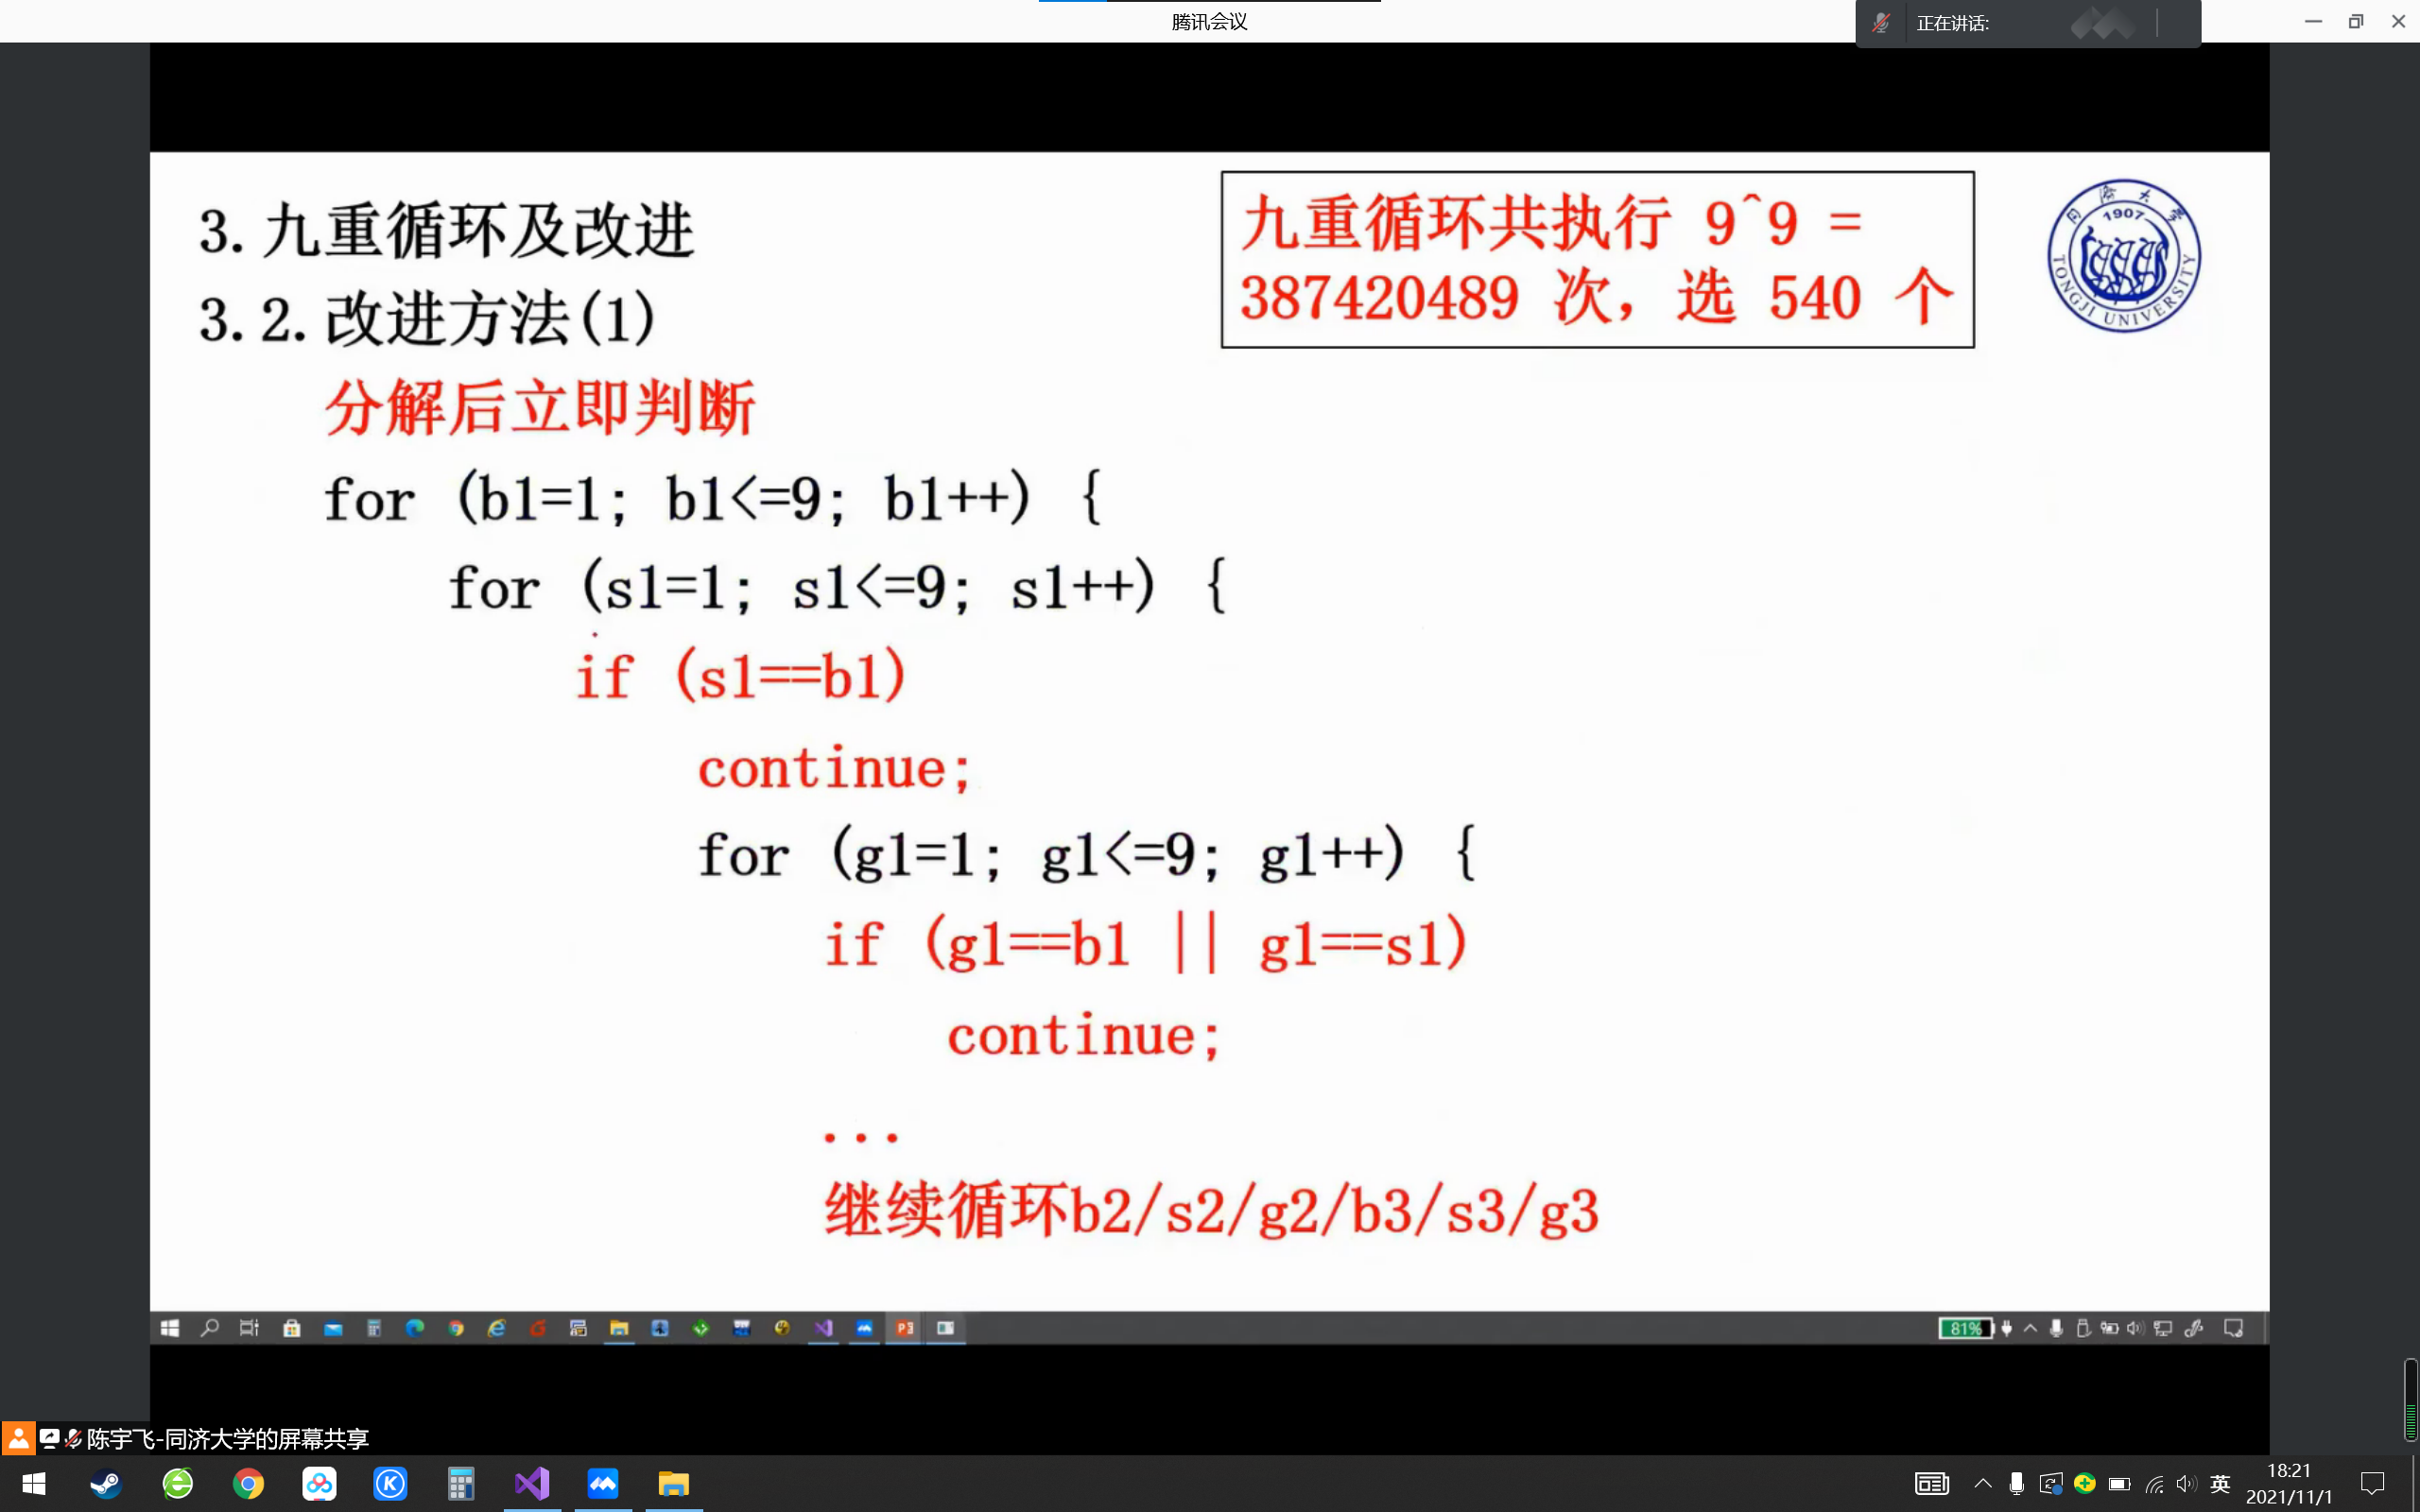 腾讯会议
正在讲话:
3.九重循环及改进
九重循环共执行 9^9 =
387420489 次，选 540 个
同济大学
1907
TONGJI UNIVERSITY
3.2.改进方法(1)
分解后立即判断
for (b1=1; b1<=9; b1++) {
for (s1=1; s1<=9; s1++) {
if (s1==b1)
continue;
for (g1=1; g1<=9; g1++) {
if (g1==b1 || g1==s1)
continue;
...
继续循环b2/s2/g2/b3/s3/g3
81%
陈宇飞-同济大学的屏幕共享
英
18:21
2021/11/1